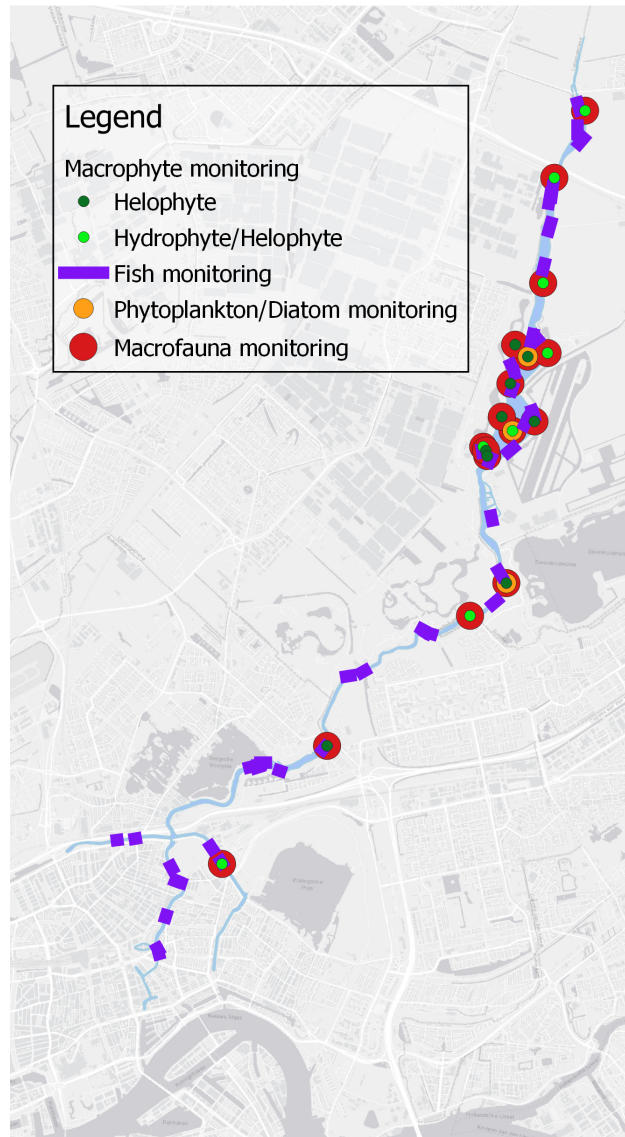 Legend
Macrophyte monitoring
Helophyte
Hydrophyte/Helophyte
Fish monitoring
Phytoplankton/Diatom monitoring
Macrofauna monitoring